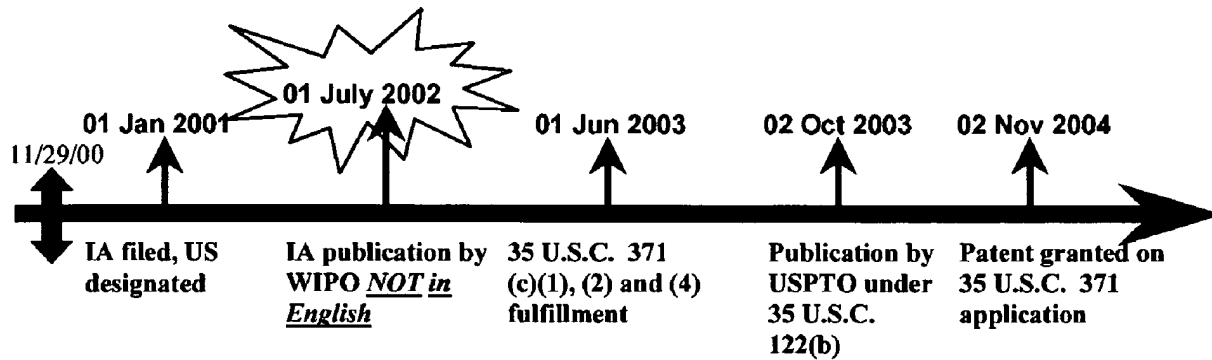 01 July 2002
01 Jan 2001
01 Jun 2003
02 Oct 2003
02 Nov 2004
11/29/00
IA filed, US
designated
IA publication by
WIPO NOT in
English
35 U.S.C. 371
(c)(1), (2) and (4)
fulfillment
Publication by
USPTO under
35 U.S.C.
122(b)
Patent granted on
35 U.S.C. 371
application